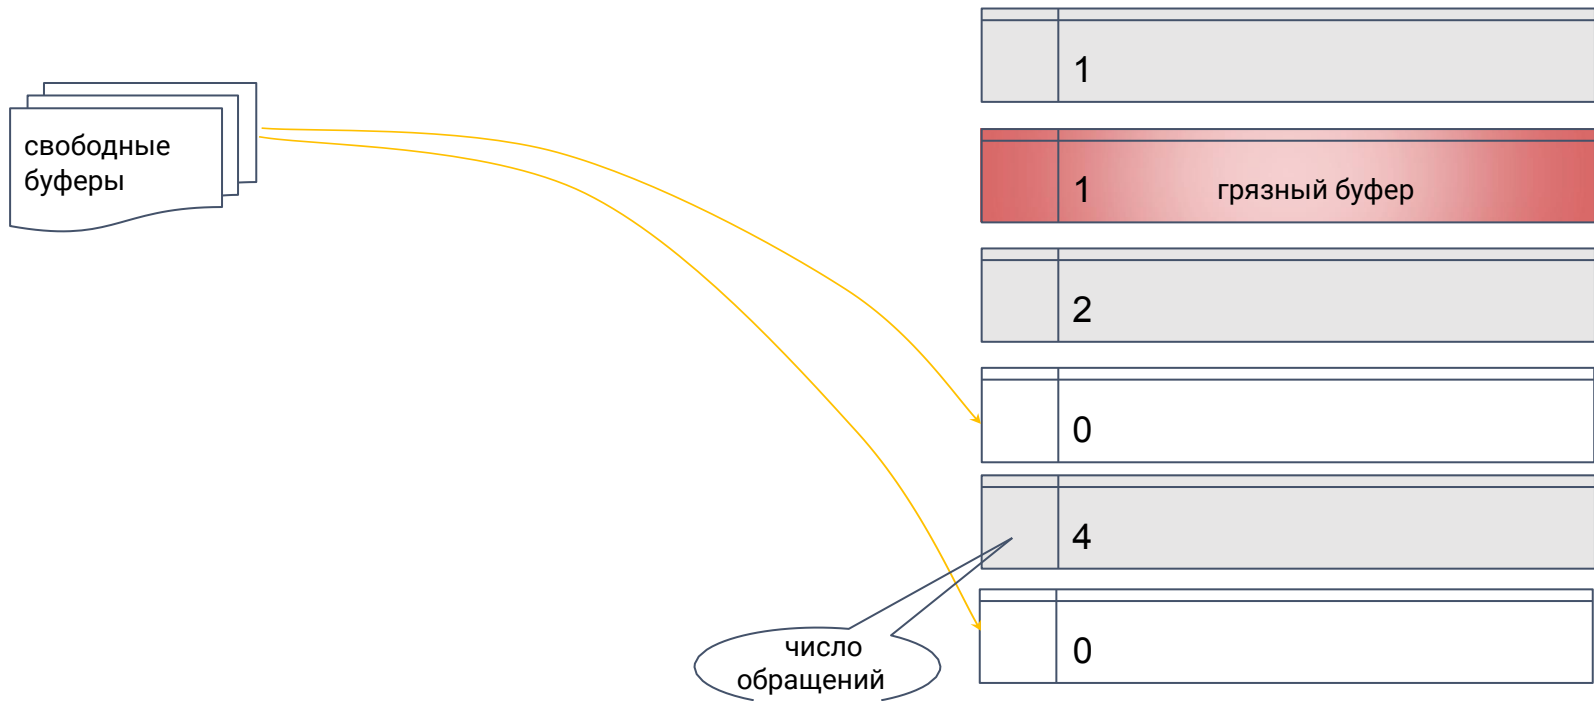 свободные
буферы
1
1
грязный буфер
2
0
4
0
число
обращений